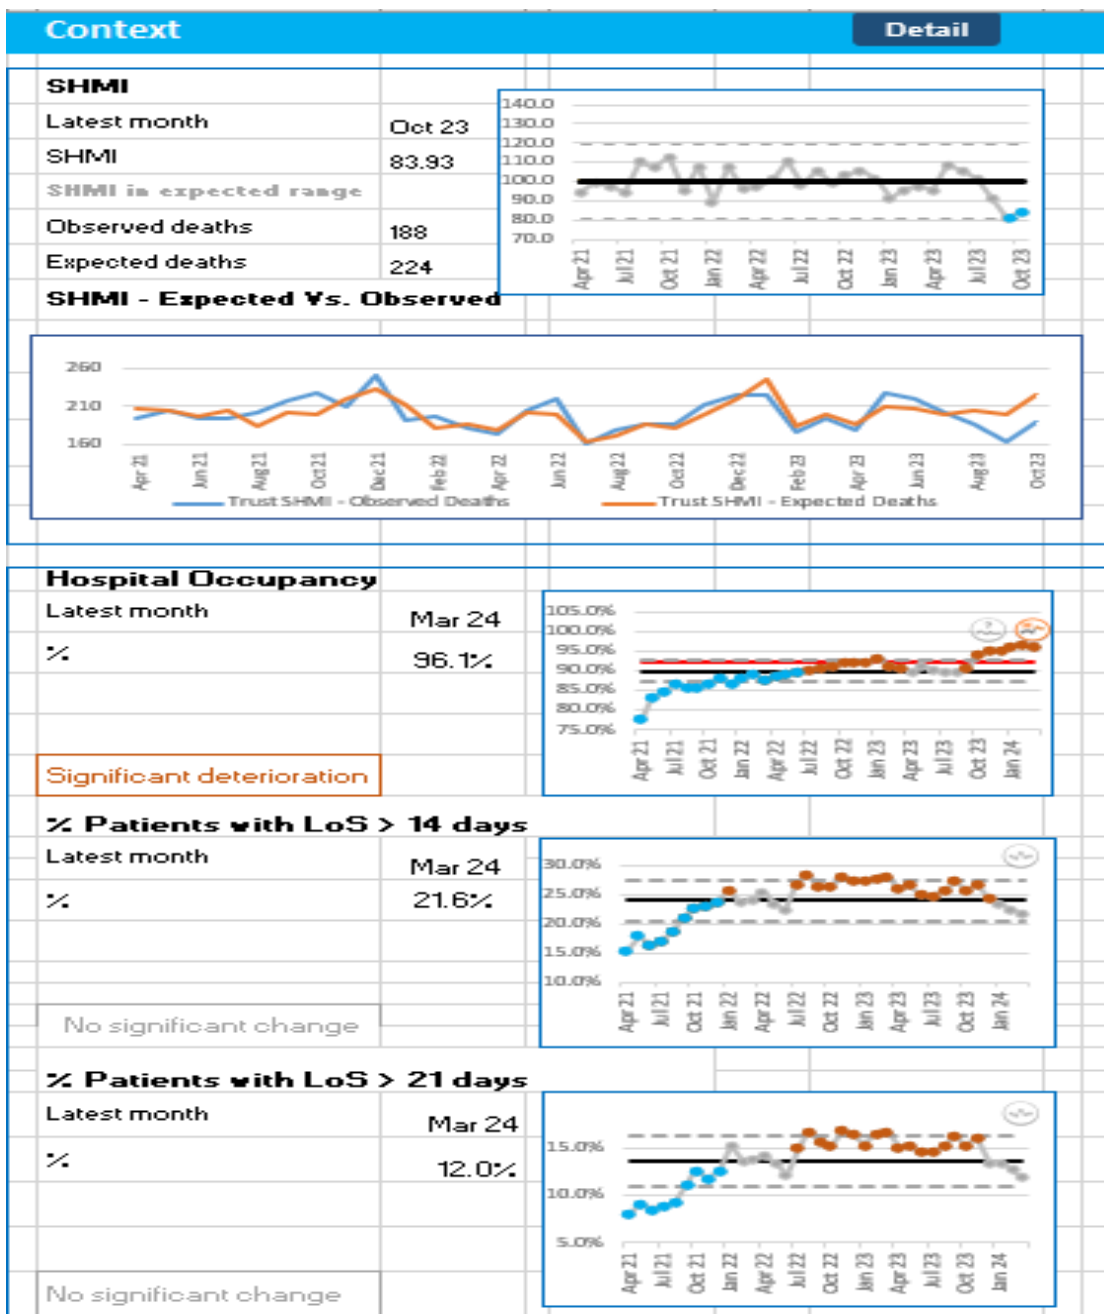 Context Detail
SHMI
Latest month Oct 23
SHMI 83.93
SHMI in expected range
Observed deaths 188
Expected deaths 224
140.0
130.0
120.0
110.0
100.0
90.0
80.0
70.0
Apr 21 Jul 21 Oct 21 Jan 22 Apr 22 Jul 22 Oct 22 Jan 23 Apr 23 Jul 23 Oct 23
SHMI - Expected Vs. Observed
260
210
160
Apr 21 Jun 21 Aug 21 Oct 21 Dec 21 Feb 22 Apr 22 Jun 22 Aug 22 Oct 22 Dec 22 Feb 23 Apr 23 Jun 23 Aug 23 Oct 23
Trust SHMI - Observed Deaths Trust SHMI - Expected Deaths
Hospital Occupancy
Latest month Mar 24
% 96.1%
Significant deterioration
105.0%
100.0%
95.0%
90.0%
85.0%
80.0%
75.0%
?
Apr 21 Jul 21 Oct 21 Jan 22 Apr 22 Jul 22 Oct 22 Jan 23 Apr 23 Jul 23 Oct 23 Jan 24
% Patients with LoS > 14 days
Latest month Mar 24
% 21.6%
No significant change
30.0%
25.0%
20.0%
15.0%
10.0%
Apr 21 Jul 21 Oct 21 Jan 22 Apr 22 Jul 22 Oct 22 Jan 23 Apr 23 Jul 23 Oct 23 Jan 24
% Patients with LoS > 21 days
Latest month Mar 24
% 12.0%
No significant change
15.0%
10.0%
5.0%
Apr 21 Jul 21 Oct 21 Jan 22 Apr 22 Jul 22 Oct 22 Jan 23 Apr 23 Jul 23 Oct 23 Jan 24